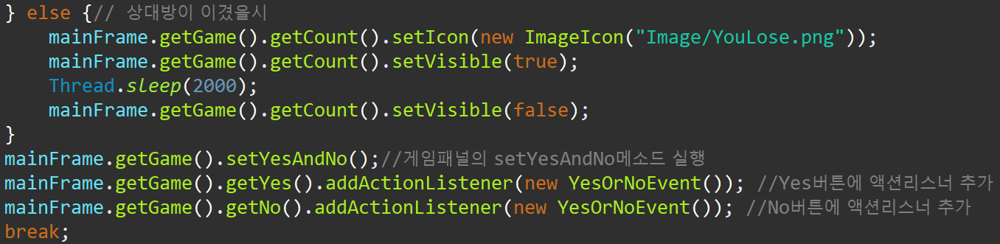 } else {// 상대방이 이겼을시
mainFrame.getGame().getCount().setIcon(new ImageIcon("Image/YouLose.png"));
mainFrame.getGame().getCount().setVisible(true);
Thread.sleep(2000);
mainFrame.getGame().getCount().setVisible(false);
}
mainFrame.getGame().setYesAndNo();//게임패널의 setYesAndNo메소드 실행
mainFrame.getGame().getYes().addActionListener(new YesOrNoEvent()); //Yes버튼에 액션리스너 추가
mainFrame.getGame().getNo().addActionListener(new YesOrNoEvent()); //No버튼에 액션리스너 추가
break;